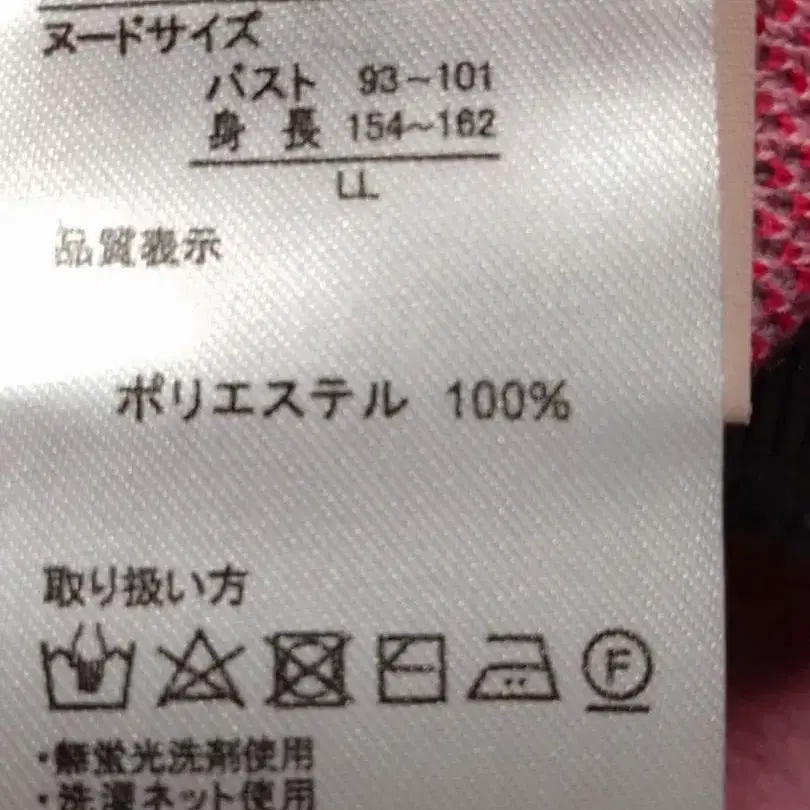 ヌードサイズ
バスト 93~101
身 長 154~162
LL
品質表示
ポリエステル 100%
取り扱い方
F
・無蛍光洗剤使用
・洗濯ネット使用